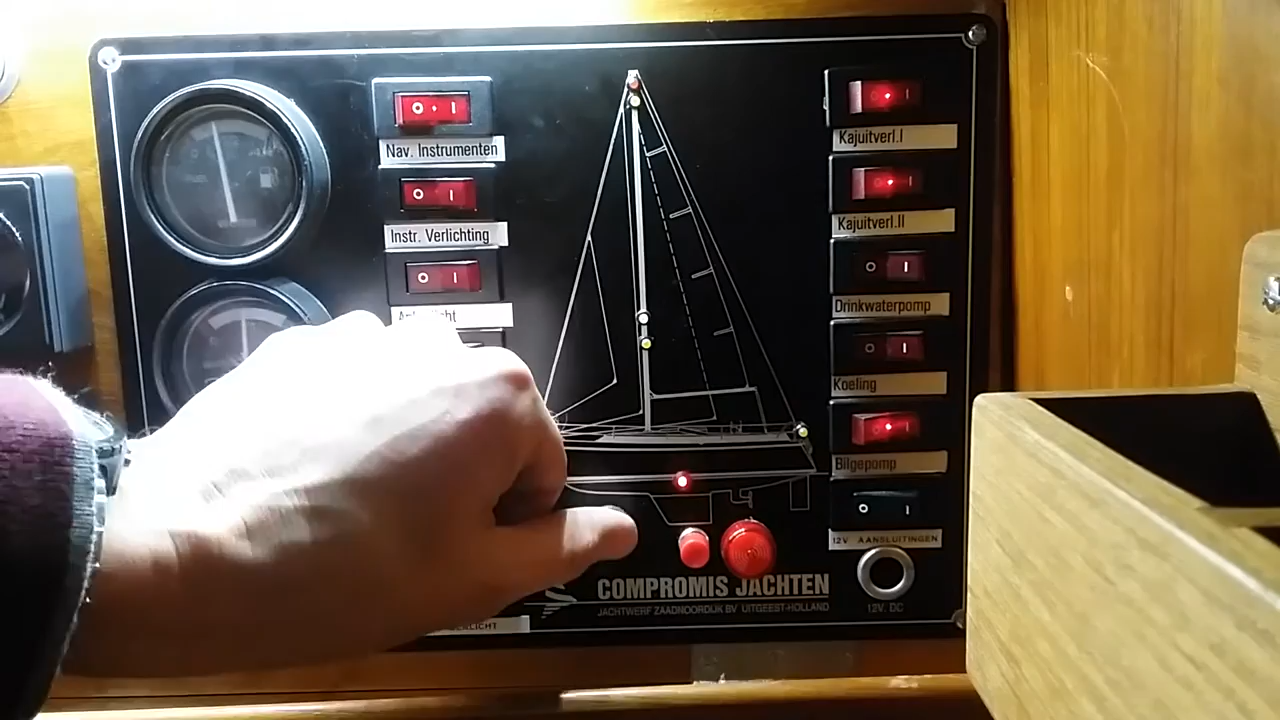 FUEL
Nav. Instrumenten
Instr. Verlichting
Kajuitverl.I
Kajuitverl.II
Drinkwaterpomp
Koeling
Bilgepomp
12V AANSLUITINGEN
12V. DC
COMPROMIS JACHTEN
JACHTWERF ZAADNOORDIJK BV UITGEEST-HOLLAND